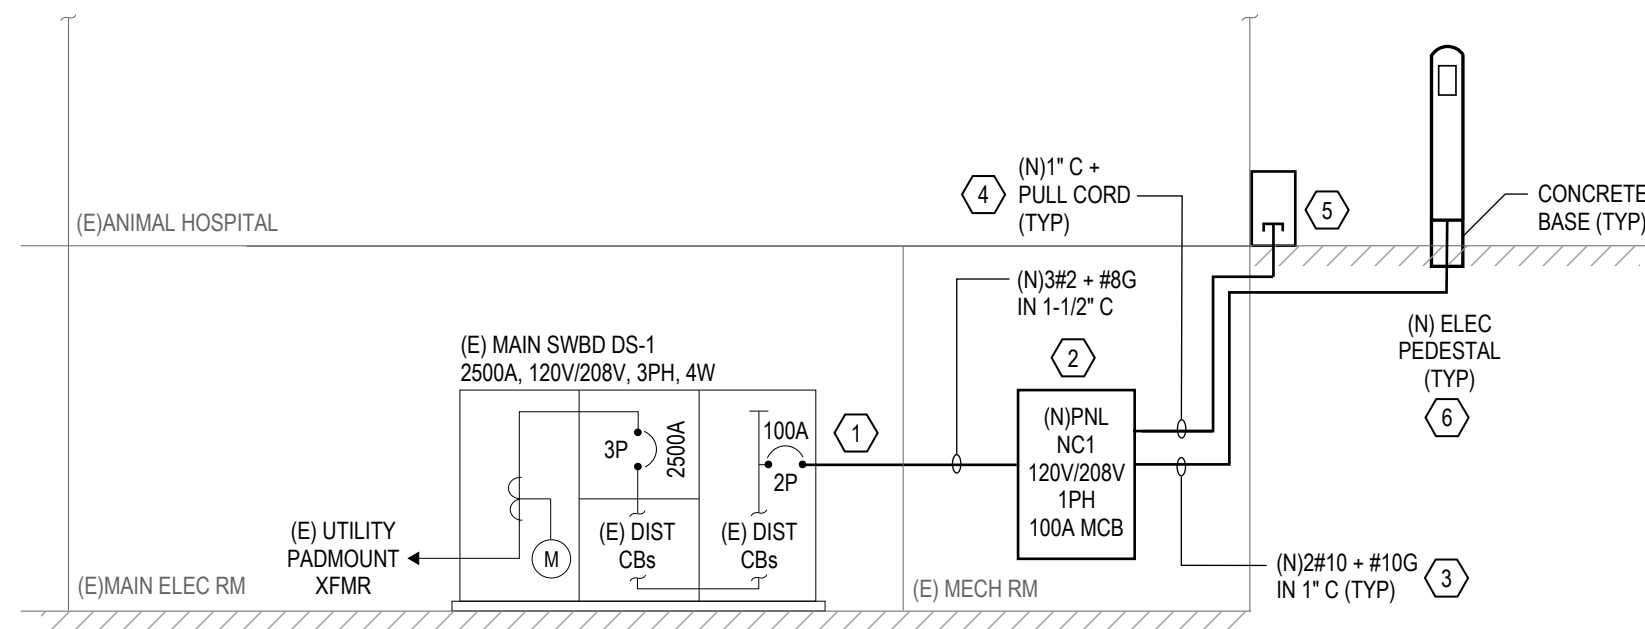 (E)ANIMAL HOSPITAL
4
(N)1" C +
PULL CORD
(TYP)
5
CONCRETE
BASE (TYP)
(N)3#2 + #8G
IN 1-1/2" C
2
(N) ELEC
PEDESTAL
(TYP)
6
(E) MAIN SWBD DS-1
2500A, 120V/208V, 3PH, 4W
3P
2500A
100A
2P
1
(N)PNL
NC1
120V/208V
1PH
100A MCB
(E) UTILITY
PADMOUNT
XFMR
M
(E) DIST
CBs
(E) DIST
CBs
(E)MAIN ELEC RM
(E) MECH RM
(N)2#10 + #10G
IN 1" C (TYP)
3